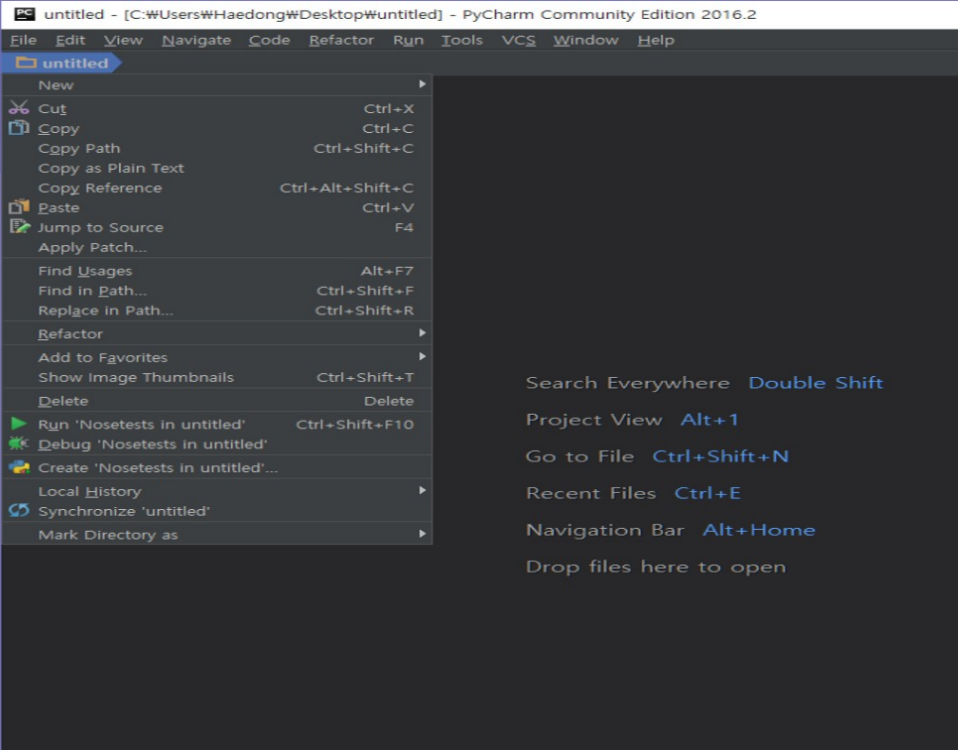 PC untitled - [C:₩Users₩Haedong₩Desktop₩untitled] - PyCharm Community Edition 2016.2
File Edit View Navigate Code Refactor Run Tools VCS Window Help
untitled
New
Cut Ctrl+X
Copy Ctrl+C
Copy Path Ctrl+Shift+C
Copy as Plain Text
Copy Reference Ctrl+Alt+Shift+C
Paste Ctrl+V
Jump to Source F4
Apply Patch...
Find Usages Alt+F7
Find in Path... Ctrl+Shift+F
Replace in Path... Ctrl+Shift+R
Refactor
Add to Favorites
Show Image Thumbnails Ctrl+Shift+T
Delete Delete
Run 'Nosetests in untitled' Ctrl+Shift+F10
Debug 'Nosetests in untitled'
Create 'Nosetests in untitled'...
Local History
Synchronize 'untitled'
Mark Directory as
Search Everywhere Double Shift
Project View Alt+1
Go to File Ctrl+Shift+N
Recent Files Ctrl+E
Navigation Bar Alt+Home
Drop files here to open